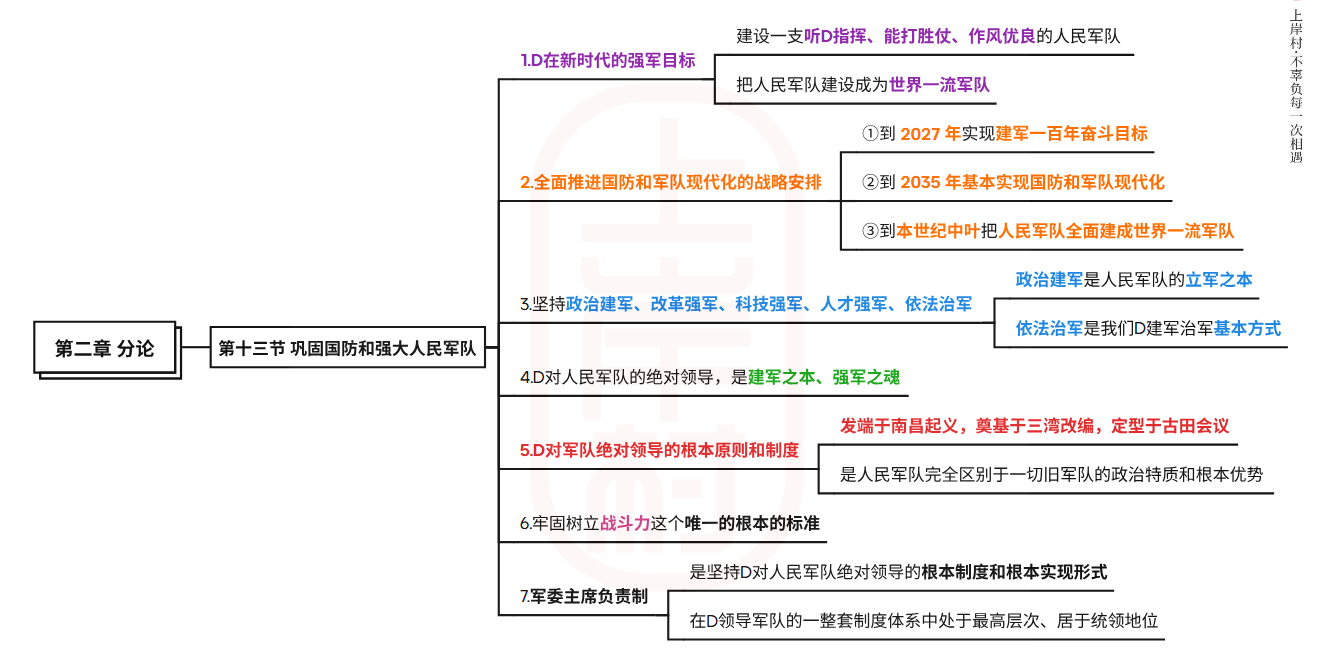 上岸村·不辜负每一次相遇
第二章 分论
第十三节 巩固国防和强大人民军队
1.D在新时代的强军目标
建设一支听D指挥、能打胜仗、作风优良的人民军队
把人民军队建设成为世界一流军队
2.全面推进国防和军队现代化的战略安排
①到 2027 年实现建军一百年奋斗目标
②到 2035 年基本实现国防和军队现代化
③到本世纪中叶把人民军队全面建成世界一流军队
3.坚持政治建军、改革强军、科技强军、人才强军、依法治军
政治建军是人民军队的立军之本
依法治军是我们D建军治军基本方式
4.D对人民军队的绝对领导，是建军之本、强军之魂
5.D对军队绝对领导的根本原则和制度
发端于南昌起义，奠基于三湾改编，定型于古田会议
是人民军队完全区别于一切旧军队的政治特质和根本优势
6.牢固树立战斗力这个唯一的根本的标准
7.军委主席负责制
是坚持D对人民军队绝对领导的根本制度和根本实现形式
在D领导军队的一整套制度体系中处于最高层次、居于统领地位
上岸村